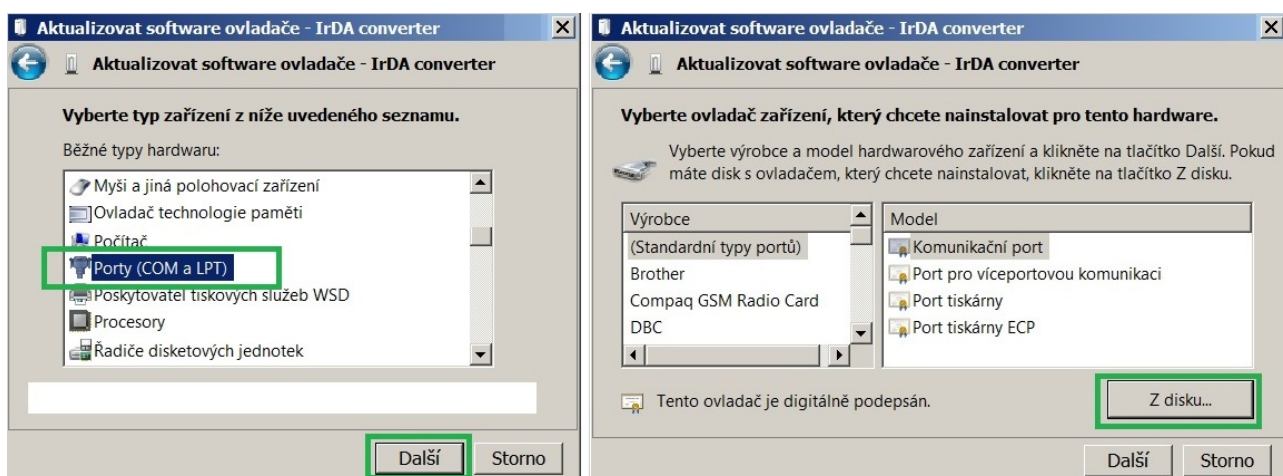 Aktualizovat software ovladače - IrDA converter
Aktualizovat software ovladače - IrDA converter
Vyberte typ zařízení z níže uvedeného seznamu.
Běžné typy hardwaru:
Myši a jiná polohovací zařízení
Ovladač technologie paměti
Počítač
Porty (COM a LPT)
Poskytovatel tiskových služeb WSD
Procesory
Řadiče disketových jednotek
Další
Storno
Aktualizovat software ovladače - IrDA converter
Aktualizovat software ovladače - IrDA converter
Vyberte ovladač zařízení, který chcete nainstalovat pro tento hardware.
Vyberte výrobce a model hardwarového zařízení a klikněte na tlačítko Další. Pokud
máte disk s ovladačem, který chcete nainstalovat, klikněte na tlačítko Z disku.
Výrobce
(Standardní typy portů)
Brother
Compaq GSM Radio Card
DBC
Model
Komunikační port
Port pro víceportovou komunikaci
Port tiskárny
Port tiskárny ECP
Tento ovladač je digitálně podepsán.
Z disku...
Další
Storno